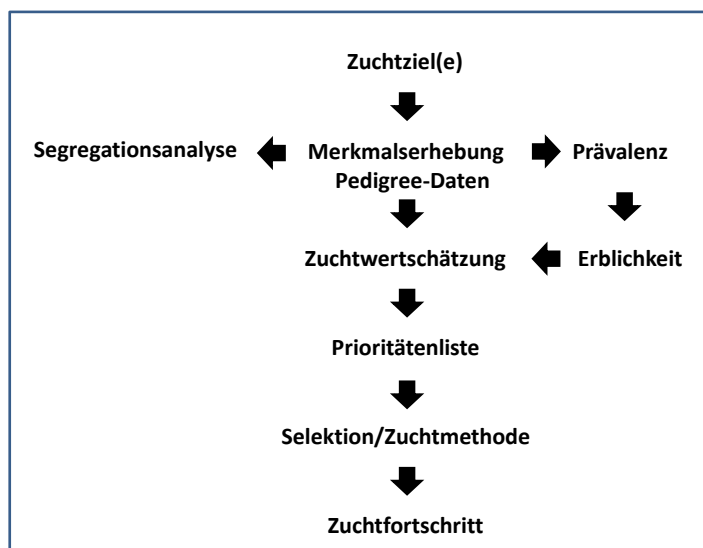 Zuchtziel(e)
Segregationsanalyse
Merkmalserhebung
Pedigree-Daten
Prävalenz
Zuchtwertschätzung
Erblichkeit
Prioritätenliste
Selektion/Zuchtmethode
Zuchtfortschritt